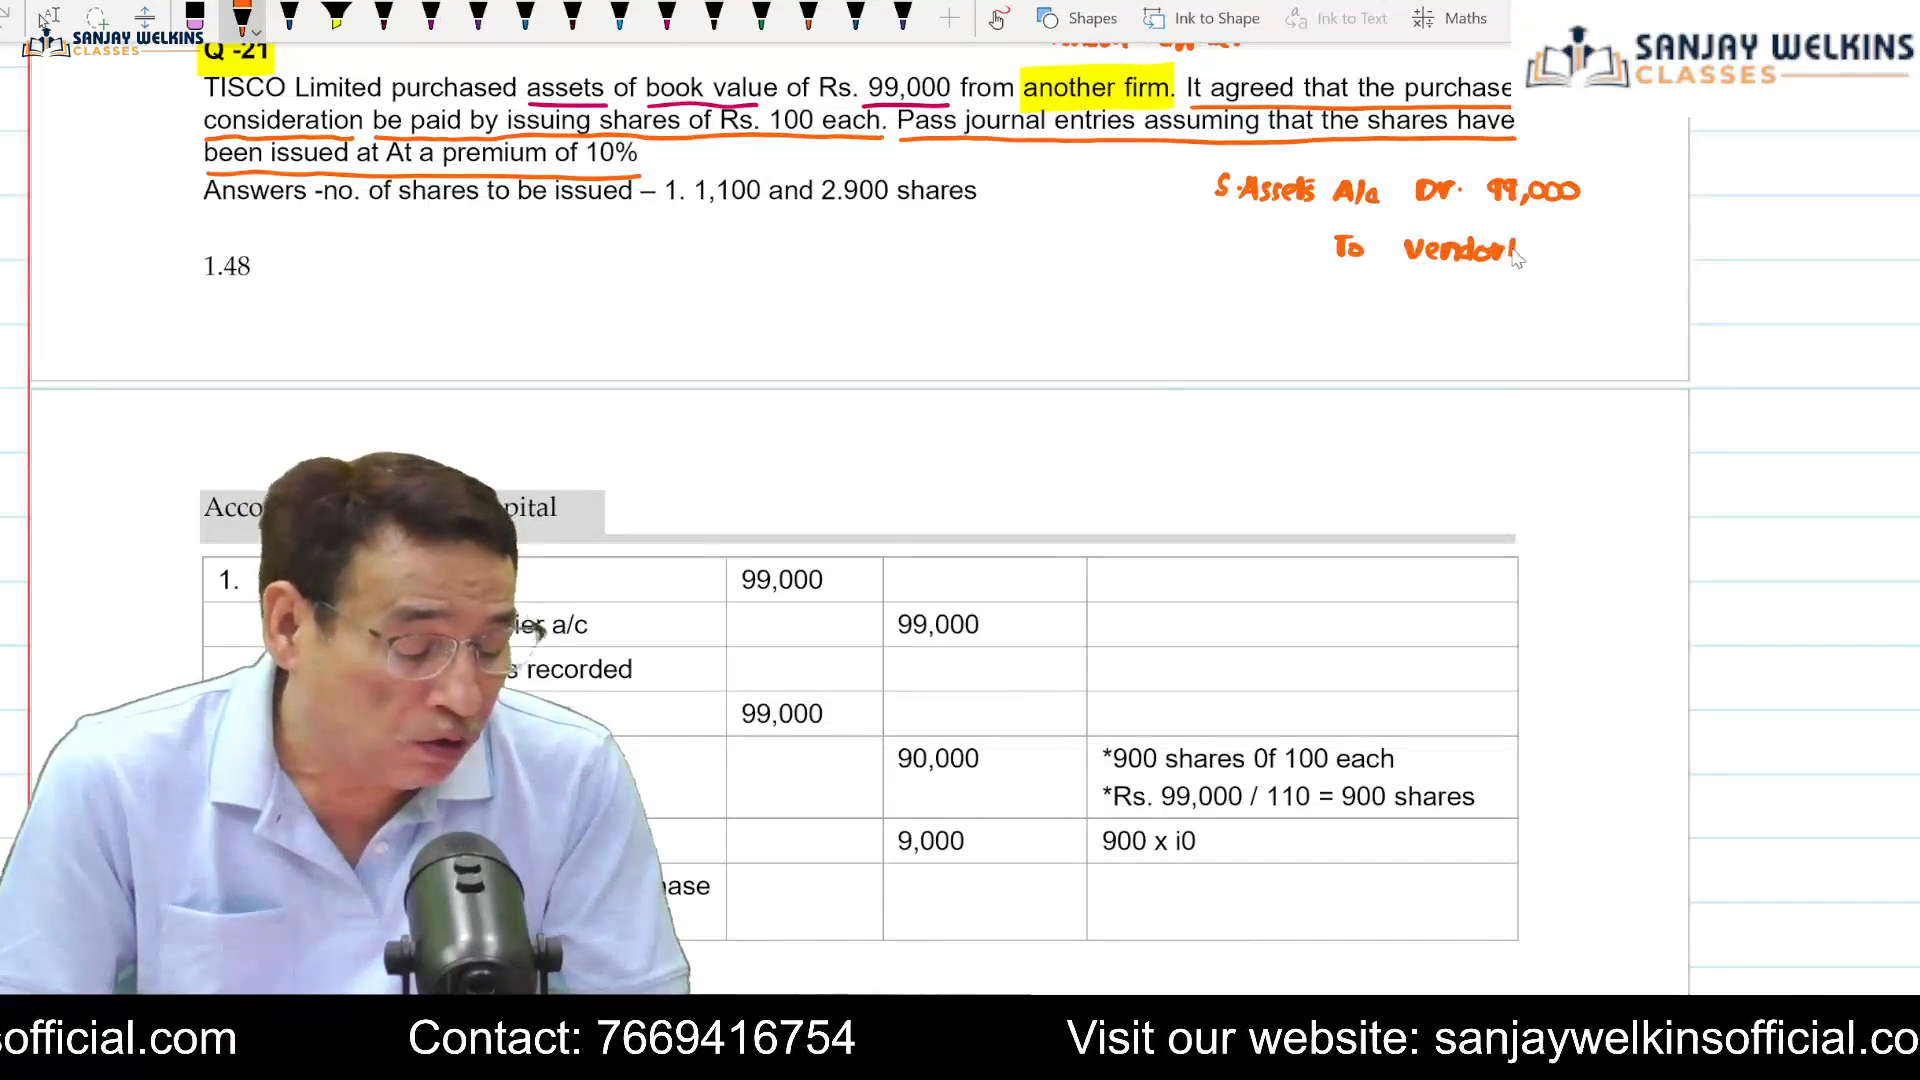 Shapes Ink to Shape Ink to Text Maths
SANJAY WELKINS
CLASSES
SANJAY WELKINS
CLASSES
Q -21
TISCO Limited purchased assets of book value of Rs. 99,000 from another firm. It agreed that the purchase
consideration be paid by issuing shares of Rs. 100 each. Pass journal entries assuming that the shares have
been issued at At a premium of 10%
Answers -no. of shares to be issued – 1. 1,100 and 2.900 shares
S.Assets A/a Dr. 99,000
To Vendor
1.48
Acco pital
1. 99,000
ier a/c 99,000
s recorded
99,000
90,000 *900 shares 0f 100 each
*Rs. 99,000 / 110 = 900 shares
9,000 900 x i0
hase
sofficial.com Contact: 7669416754 Visit our website: sanjaywelkinsofficial.co